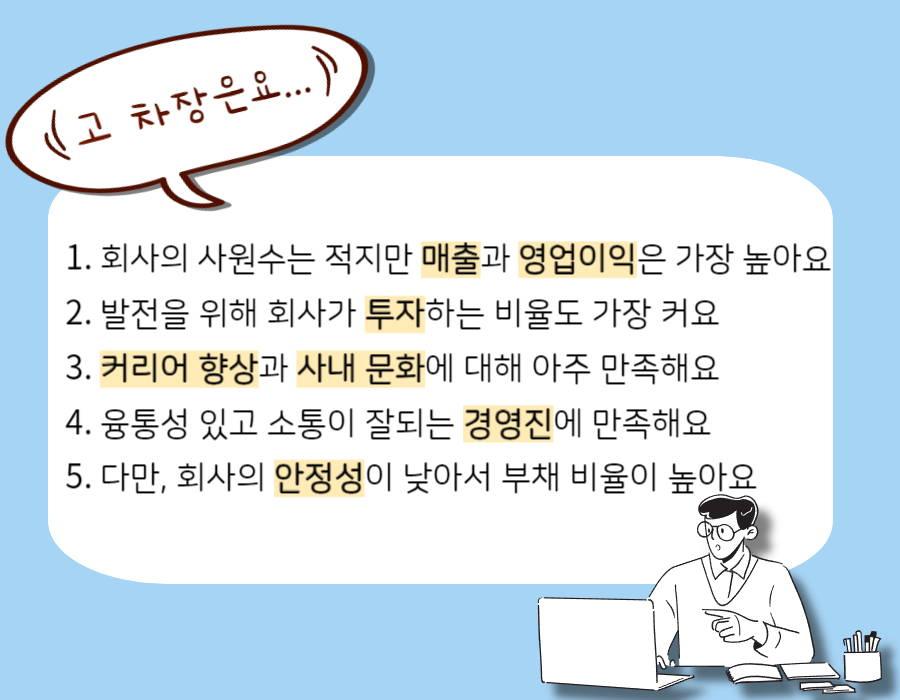 고 차장은요...
1. 회사의 사원수는 적지만 매출과 영업이익은 가장 높아요
2. 발전을 위해 회사가 투자하는 비율도 가장 커요
3. 커리어 향상과 사내 문화에 대해 아주 만족해요
4. 융통성 있고 소통이 잘되는 경영진에 만족해요
5. 다만, 회사의 안정성이 낮아서 부채 비율이 높아요